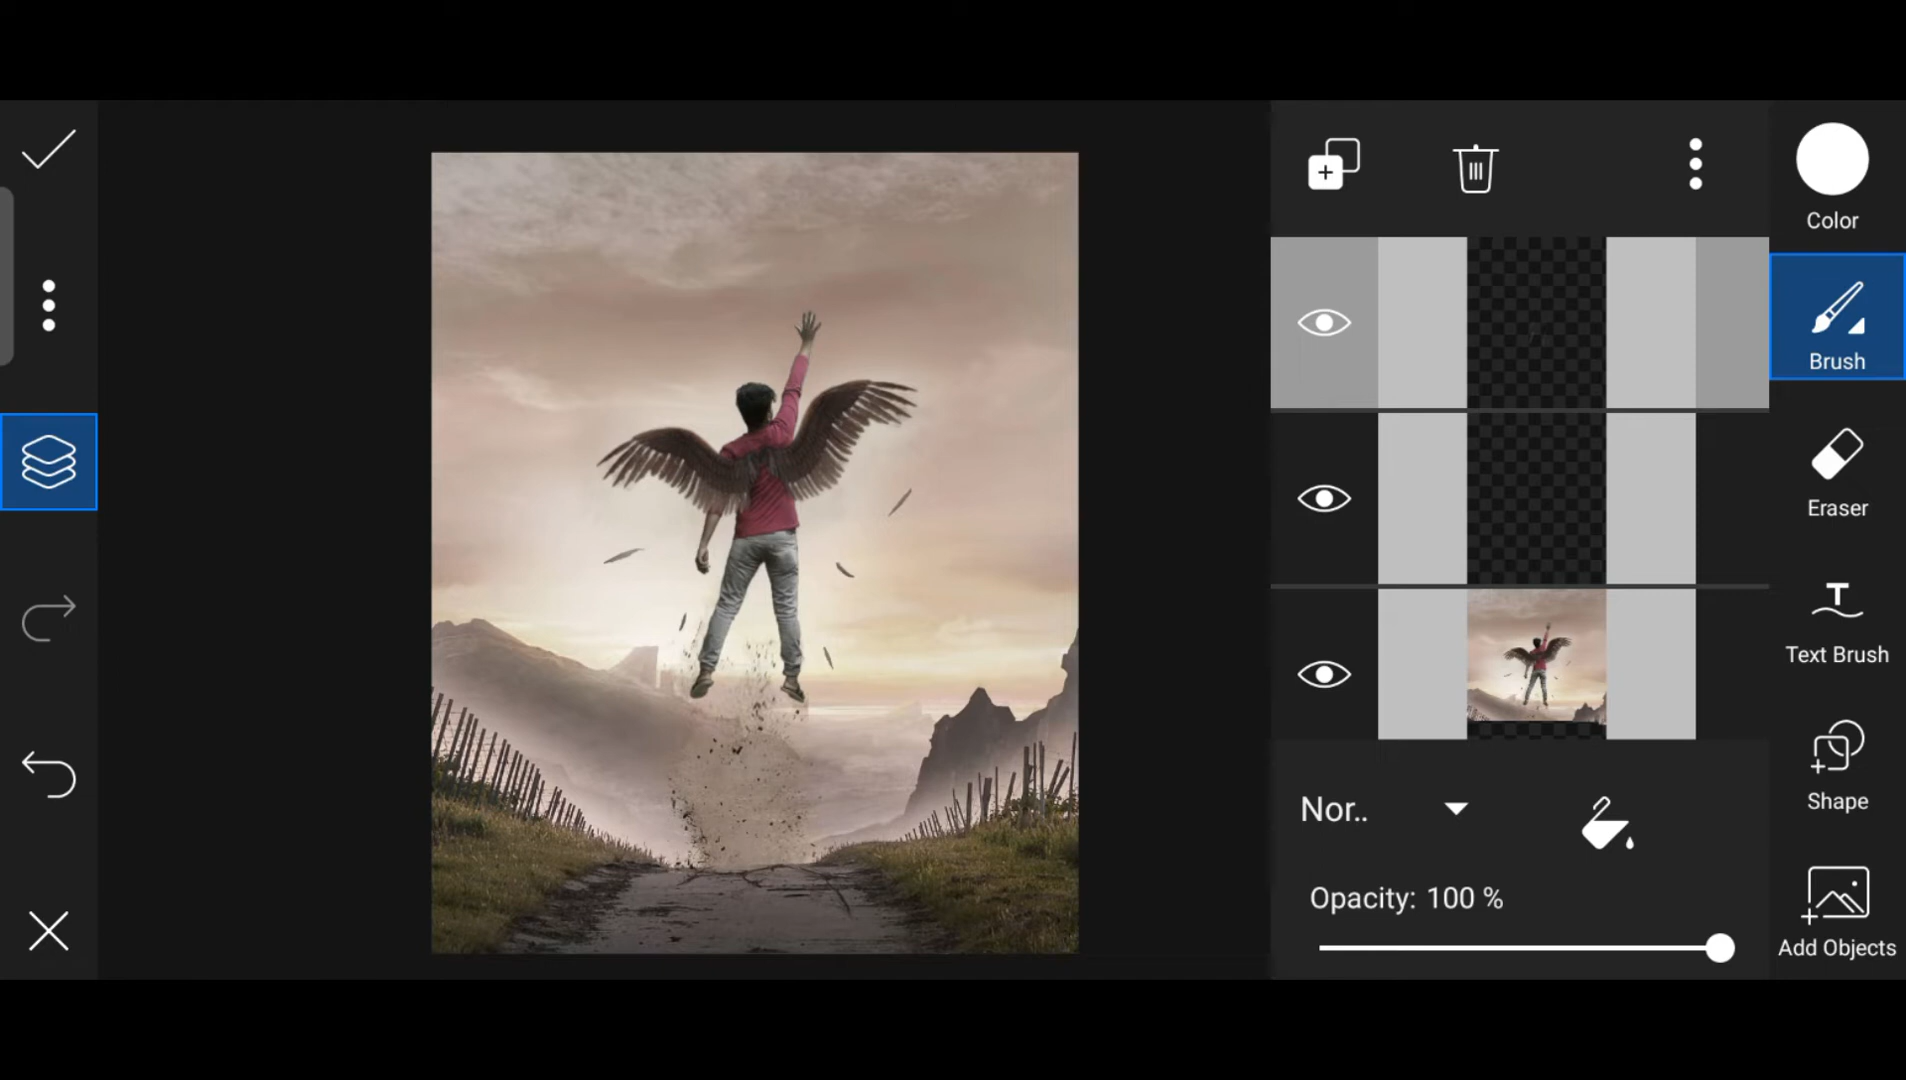 Color
Brush
Eraser
Text Brush
Shape
Add Objects
Nor..
Opacity: 100 %